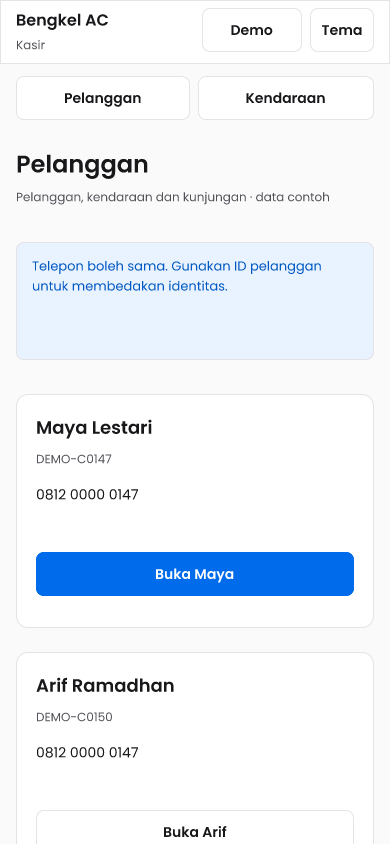 Bengkel AC
Kasir
Demo
Tema
Pelanggan
Kendaraan
Pelanggan
Pelanggan, kendaraan dan kunjungan · data contoh
Telepon boleh sama. Gunakan ID pelanggan
untuk membedakan identitas.
Maya Lestari
DEMO-C0147
0812 0000 0147
Buka Maya
Arif Ramadhan
DEMO-C0150
0812 0000 0147
Buka Arif